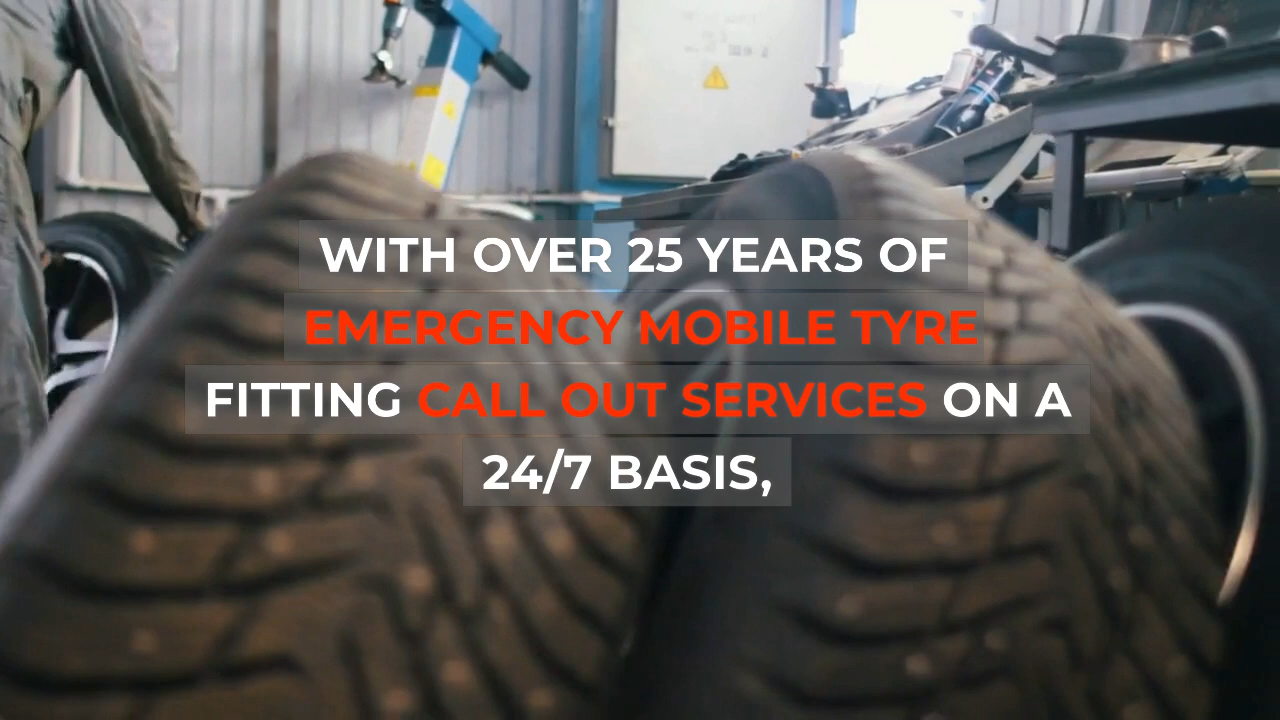 WITH OVER 25 YEARS OF
EMERGENCY MOBILE TYRE
FITTING CALL OUT SERVICES ON A
24/7 BASIS,